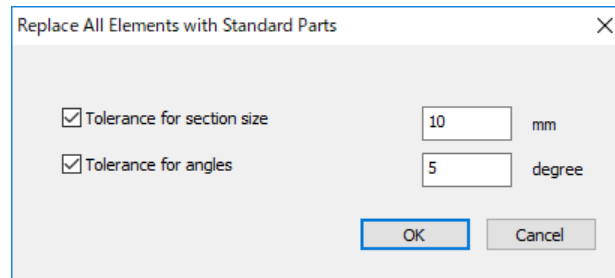 Replace All Elements with Standard Parts
Tolerance for section size 10 mm
Tolerance for angles 5 degree
OK Cancel